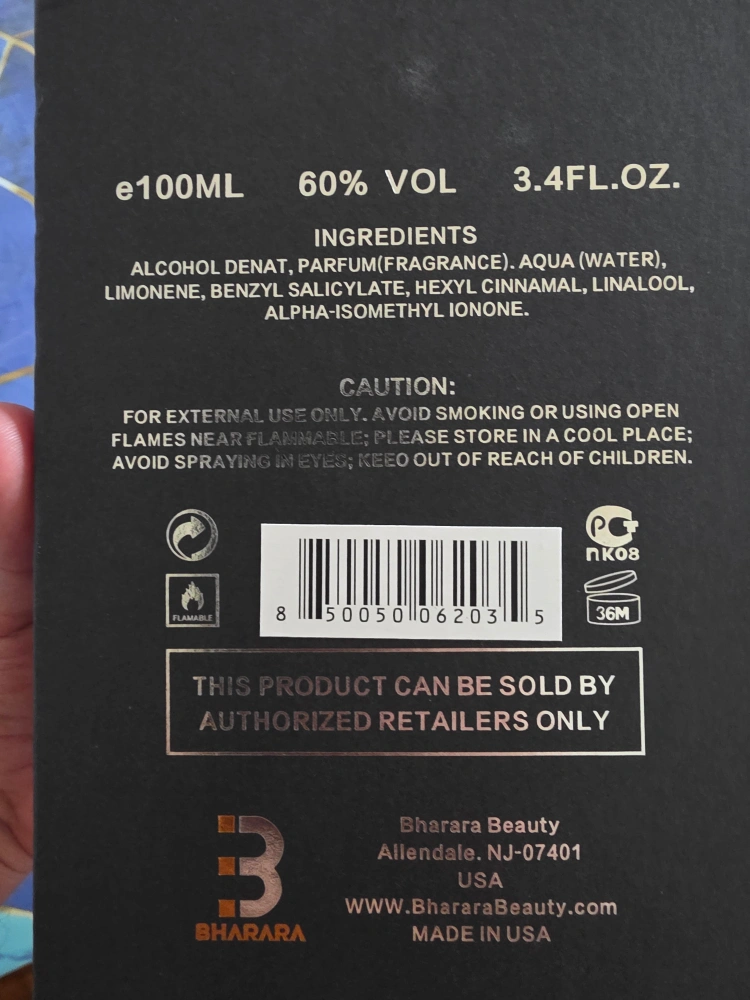 e100ML 60% VOL 3.4FL.OZ.
INGREDIENTS
ALCOHOL DENAT, PARFUM(FRAGRANCE). AQUA (WATER),
LIMONENE, BENZYL SALICYLATE, HEXYL CINNAMAL, LINALOOL,
ALPHA-ISOMETHYL IONONE.
CAUTION:
FOR EXTERNAL USE ONLY. AVOID SMOKING OR USING OPEN
FLAMES NEAR FLAMMABLE; PLEASE STORE IN A COOL PLACE;
AVOID SPRAYING IN EYES; KEEO OUT OF REACH OF CHILDREN.
PG
ПK08
FLAMABLE
8 50050 06203 5
36M
THIS PRODUCT CAN BE SOLD BY
AUTHORIZED RETAILERS ONLY
B
BHARARA
Bharara Beauty
Allendale. NJ-07401
USA
WWW.BhararaBeauty.com
MADE IN USA